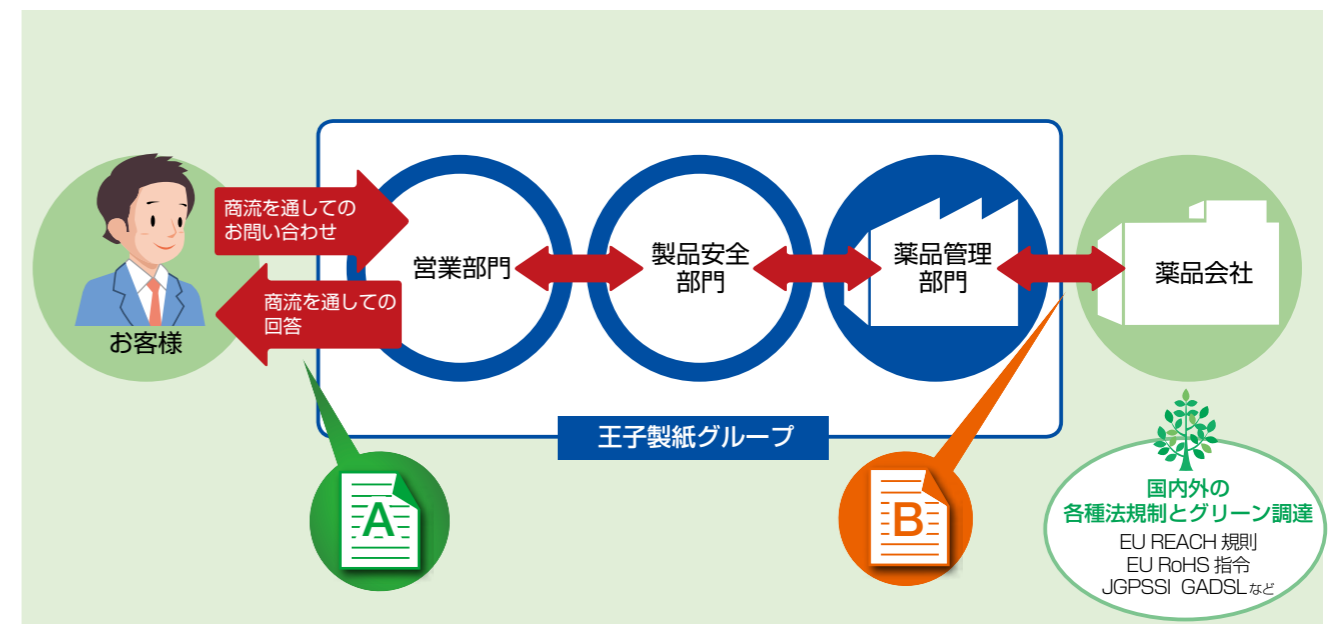 商流を通しての
お問い合わせ
商流を通しての
回答
お客様
営業部門
製品安全
部門
薬品管理
部門
薬品会社
王子製紙グループ
A
B
国内外の
各種法規制とグリーン調達
EU REACH 規則
EU RoHS 指令
JGPSSI GADSLなど